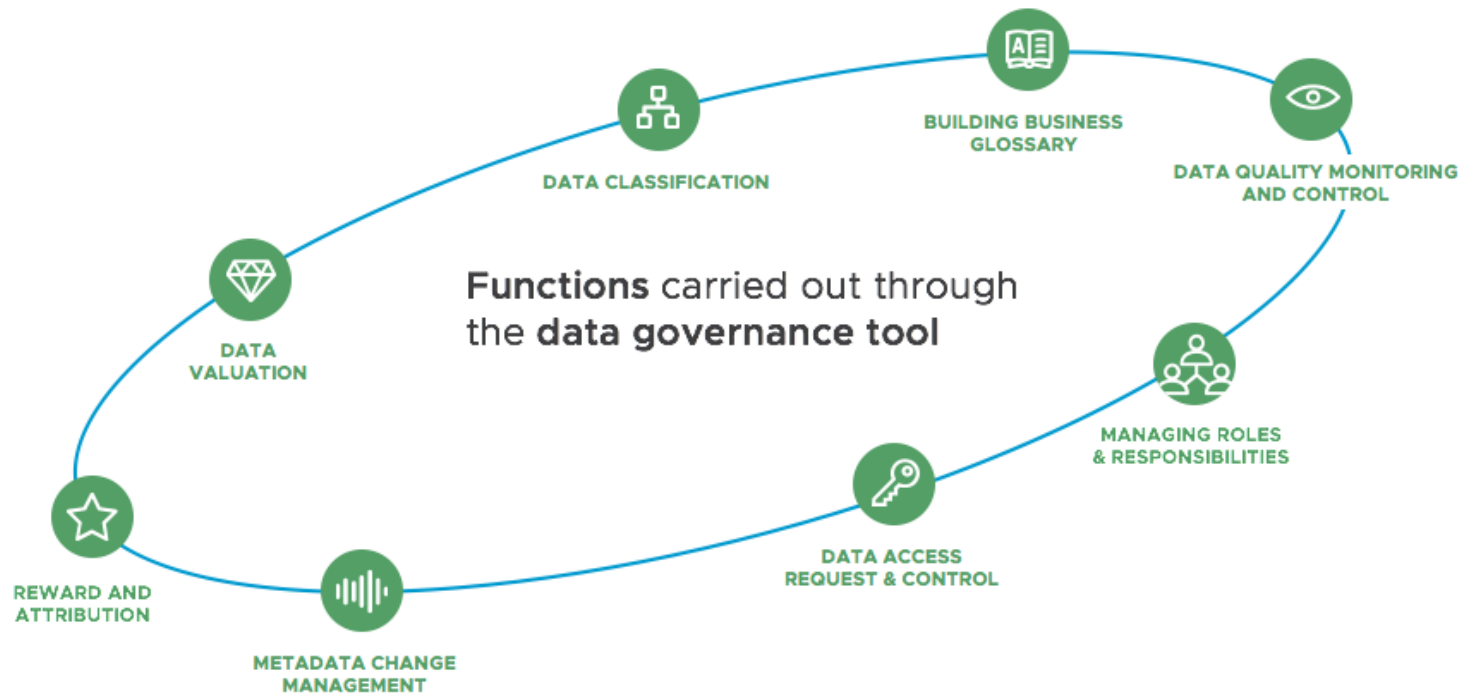 A
BUILDING BUSINESS
GLOSSARY
DATA CLASSIFICATION
DATA QUALITY MONITORING
AND CONTROL
Functions carried out through
the data governance tool
DATA
VALUATION
MANAGING ROLES
& RESPONSIBILITIES
DATA ACCESS
REQUEST & CONTROL
REWARD AND
ATTRIBUTION
METADATA CHANGE
MANAGEMENT